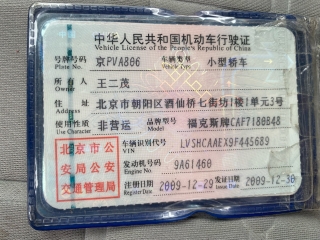 中华人民共和国机动车行驶证
Vehicle License of the People's Republic of China
号牌号码 京PVA806 车辆类型 小型轿车
Plate No. Vehicle Type
所有人 王二茂
Owner
住址 北京市朝阳区酒仙桥七街坊1楼1单元3号
Address
使用性质 非营运 品牌型号 福克斯牌CAF7180B48
Use Character Model
北京市公安局公安交通管理局
车辆识别代号 LVSHCAAEX9F445689
VIN
发动机号码 9A61460
Engine No.
注册日期 2009-12-29 发证日期 2009-12-30
Register Date Issue Date